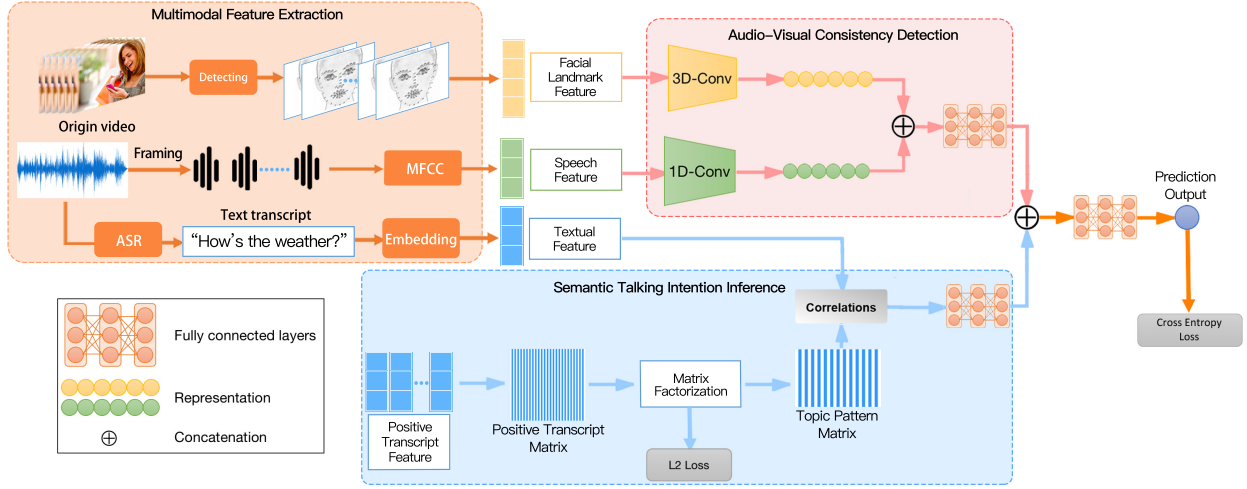 Multimodal Feature Extraction
Detecting
Origin video
Framing
MFCC
Text transcript
ASR
“How's the weather?”
Embedding
Facial
Landmark
Feature
Speech
Feature
Textual
Feature
Audio-Visual Consistency Detection
3D-Conv
1D-Conv
Prediction
Output
Cross Entropy
Loss
Semantic Talking Intention Inference
Correlations
Positive
Transcript
Feature
Positive Transcript
Matrix
Matrix
Factorization
L2 Loss
Topic Pattern
Matrix
Fully connected layers
Representation
Concatenation